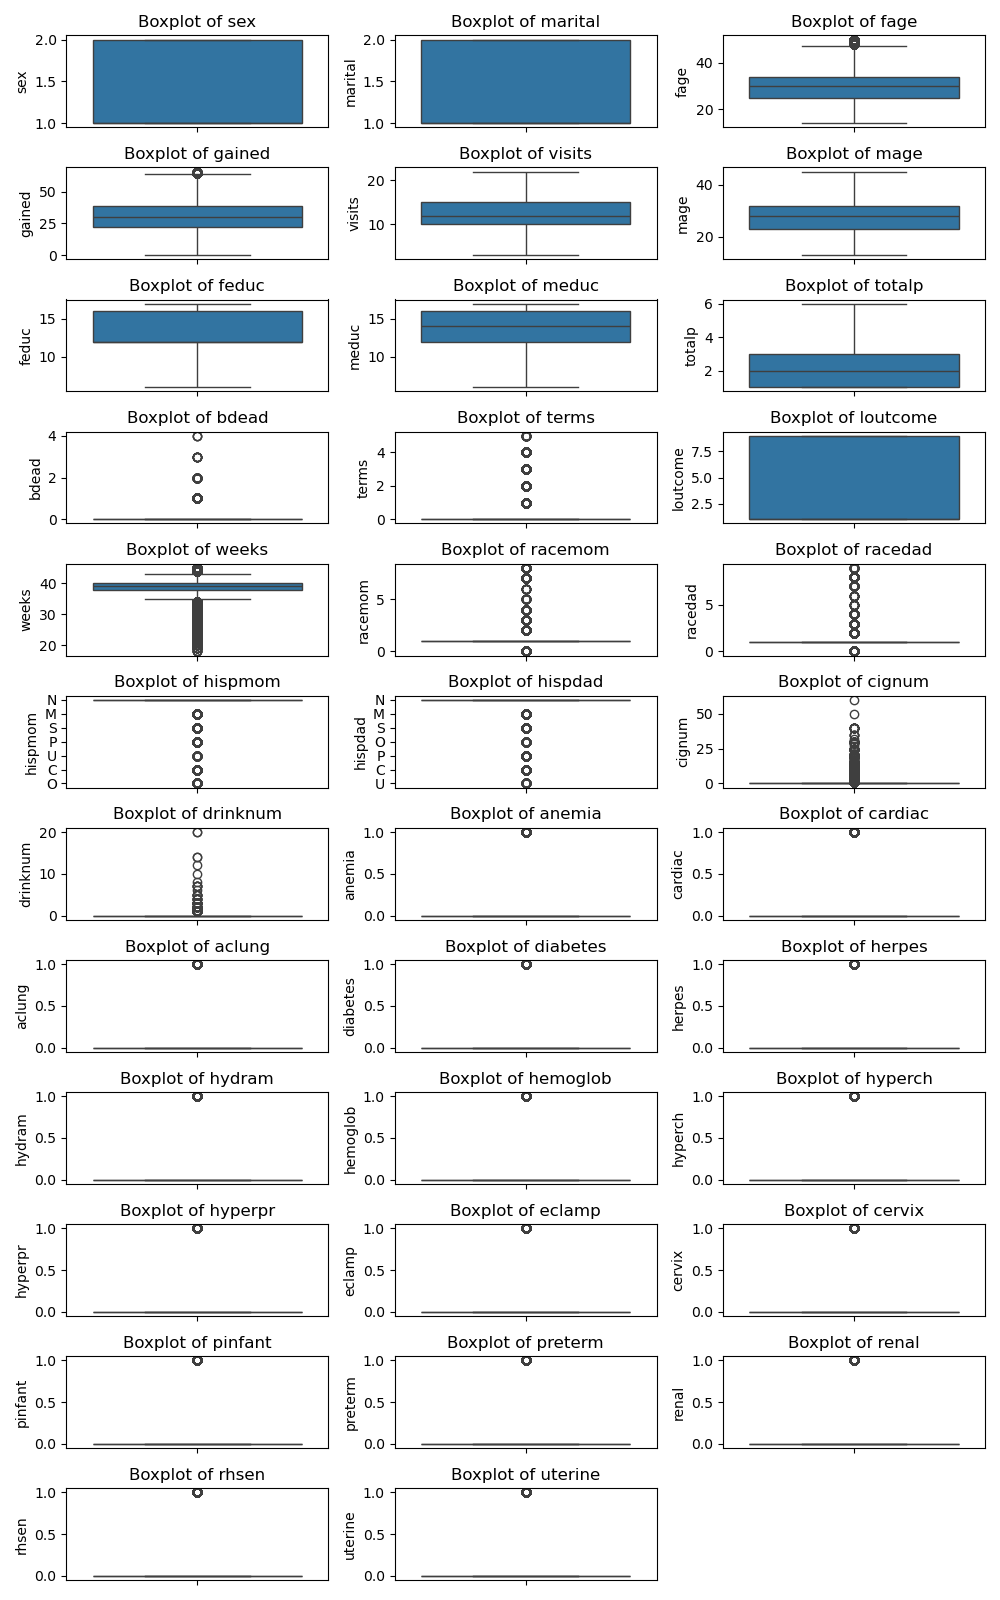 Boxplot of sex
sex
2.0
1.5
1.0
Boxplot of marital
marital
2.0
1.5
1.0
Boxplot of fage
fage
40
20
Boxplot of gained
gained
50
25
0
Boxplot of visits
visits
20
10
Boxplot of mage
mage
40
20
Boxplot of feduc
feduc
15
10
Boxplot of meduc
meduc
15
10
Boxplot of totalp
totalp
6
4
2
Boxplot of bdead
bdead
4
2
0
Boxplot of terms
terms
4
2
0
Boxplot of loutcome
loutcome
7.5
5.0
2.5
Boxplot of weeks
weeks
40
30
20
Boxplot of racemom
racemom
5
0
Boxplot of racedad
racedad
5
0
Boxplot of hispmom
hispmom
N
M
S
P
U
C
O
Boxplot of hispdad
hispdad
N
M
S
O
P
C
U
Boxplot of cignum
cignum
50
25
0
Boxplot of drinknum
drinknum
20
10
0
Boxplot of anemia
anemia
1.0
0.5
0.0
Boxplot of cardiac
cardiac
1.0
0.5
0.0
Boxplot of aclung
aclung
1.0
0.5
0.0
Boxplot of diabetes
diabetes
1.0
0.5
0.0
Boxplot of herpes
herpes
1.0
0.5
0.0
Boxplot of hydram
hydram
1.0
0.5
0.0
Boxplot of hemoglob
hemoglob
1.0
0.5
0.0
Boxplot of hyperch
hyperch
1.0
0.5
0.0
Boxplot of hyperpr
hyperpr
1.0
0.5
0.0
Boxplot of eclamp
eclamp
1.0
0.5
0.0
Boxplot of cervix
cervix
1.0
0.5
0.0
Boxplot of pinfant
pinfant
1.0
0.5
0.0
Boxplot of preterm
preterm
1.0
0.5
0.0
Boxplot of renal
renal
1.0
0.5
0.0
Boxplot of rhsen
rhsen
1.0
0.5
0.0
Boxplot of uterine
uterine
1.0
0.5
0.0